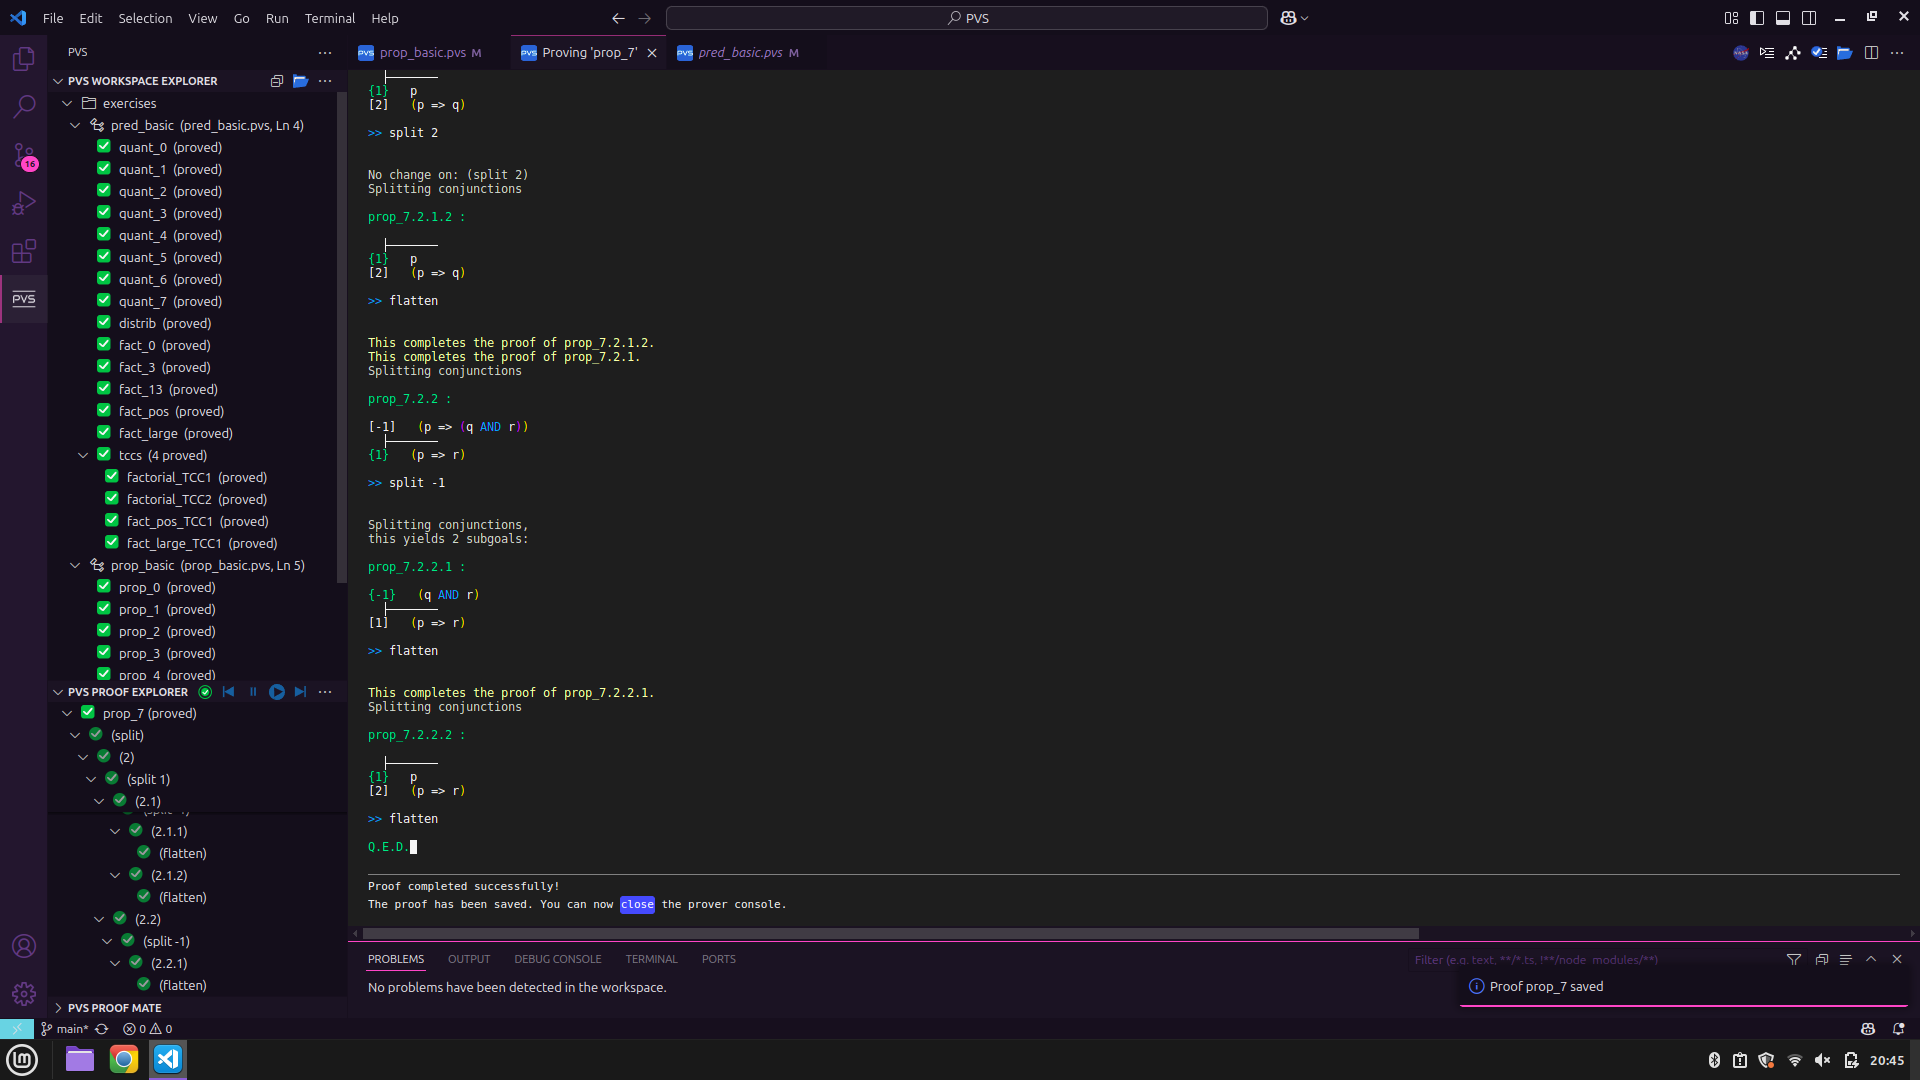 File Edit Selection View Go Run Terminal Help
PVS
PVS
prop_basic.pvs M
Proving 'prop_7'
pred_basic.pvs M
PVS WORKSPACE EXPLORER
exercises
pred_basic (pred_basic.pvs, Ln 4)
quant_0 (proved)
quant_1 (proved)
quant_2 (proved)
quant_3 (proved)
quant_4 (proved)
quant_5 (proved)
quant_6 (proved)
quant_7 (proved)
distrib (proved)
fact_0 (proved)
fact_3 (proved)
fact_13 (proved)
fact_pos (proved)
fact_large (proved)
tccs (4 proved)
factorial_TCC1 (proved)
factorial_TCC2 (proved)
fact_pos_TCC1 (proved)
fact_large_TCC1 (proved)
prop_basic (prop_basic.pvs, Ln 5)
prop_0 (proved)
prop_1 (proved)
prop_2 (proved)
prop_3 (proved)
prop_4 (proved)
16
PVS
PVS PROOF EXPLORER
prop_7 (proved)
(split)
(2)
(split 1)
(2.1)
(2.1.1)
(flatten)
(2.1.2)
(flatten)
(2.2)
(split -1)
(2.2.1)
(flatten)
PVS PROOF MATE
{1} p
[2] (p => q)
>> split 2
No change on: (split 2)
Splitting conjunctions
prop_7.2.1.2 :
{1} p
[2] (p => q)
>> flatten
This completes the proof of prop_7.2.1.2.
This completes the proof of prop_7.2.1.
Splitting conjunctions
prop_7.2.2 :
[-1] (p => (q AND r))
{1} (p => r)
>> split -1
Splitting conjunctions,
this yields 2 subgoals:
prop_7.2.2.1 :
{-1} (q AND r)
[1] (p => r)
>> flatten
This completes the proof of prop_7.2.2.1.
Splitting conjunctions
prop_7.2.2.2 :
{1} p
[2] (p => r)
>> flatten
Q.E.D.
Proof completed successfully!
The proof has been saved. You can now close the prover console.
PROBLEMS OUTPUT DEBUG CONSOLE TERMINAL PORTS
Filter (e.g. text, **/*.ts, !**/node_modules/**)
No problems have been detected in the workspace.
Proof prop_7 saved
main* 0 0
20:45